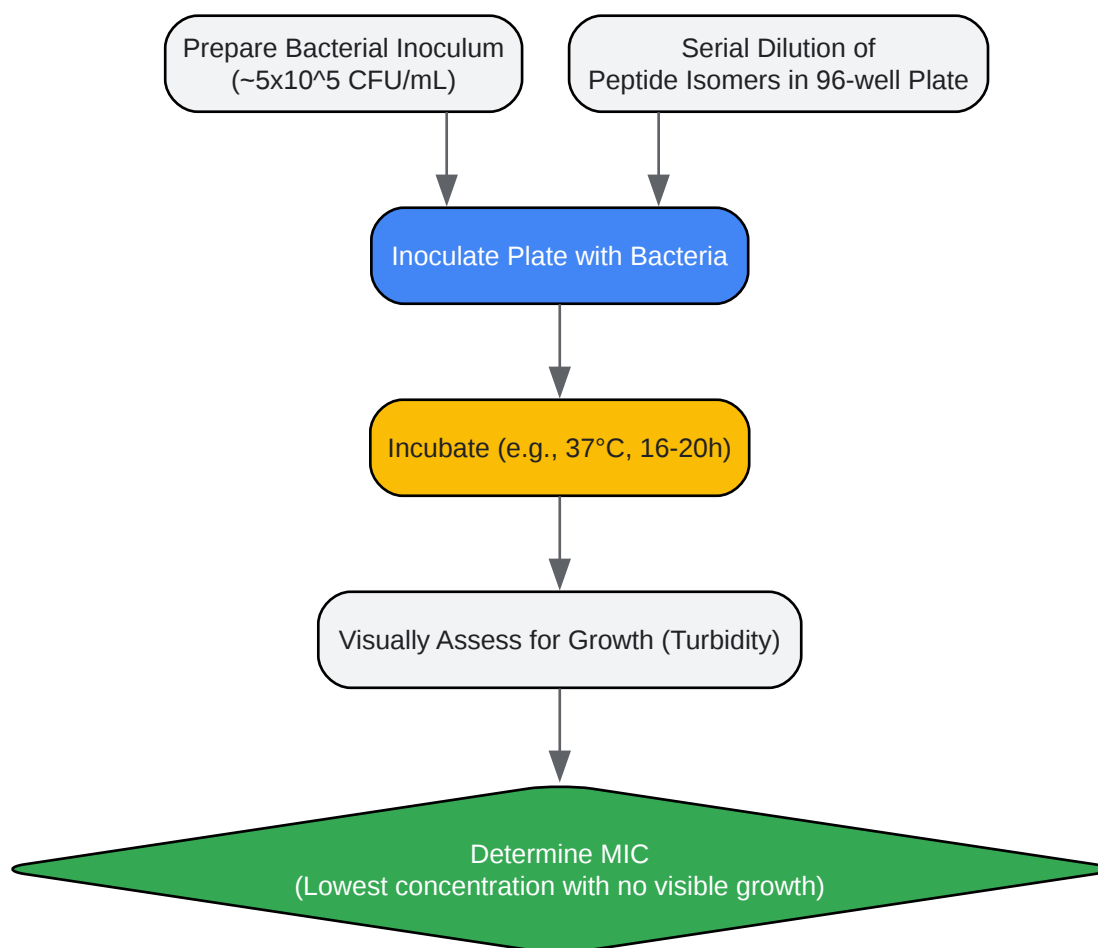 Prepare Bacterial Inoculum
(~5x10^5 CFU/mL)
Serial Dilution of
Peptide Isomers in 96-well Plate
Inoculate Plate with Bacteria
Incubate (e.g., 37°C, 16-20h)
Visually Assess for Growth (Turbidity)
Determine MIC
(Lowest concentration with no visible growth)